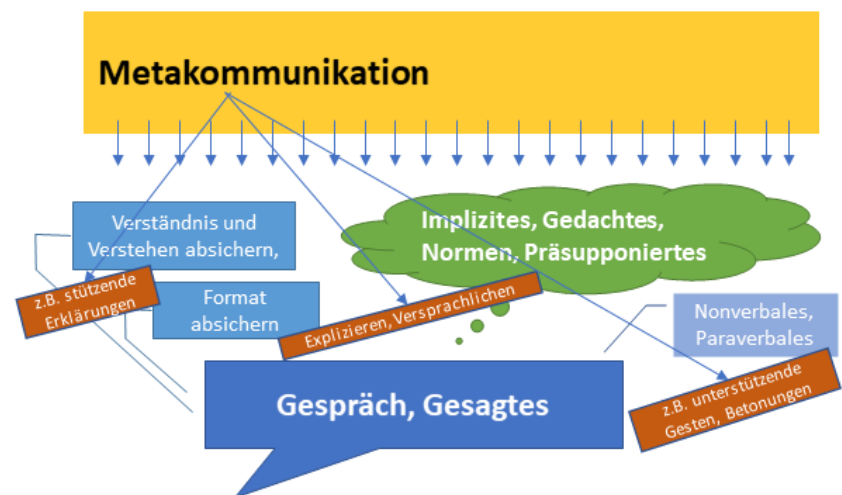 Metakommunikation
Verständnis und
Verstehen absichern,
Implizites, Gedachtes,
Normen, Präsupponiertes
z.B. stützende
Erklärungen
Format
absichern
Explizieren, Versprachlichen
Nonverbales,
Paraverbales
Gespräch, Gesagtes
z.B. unterstützende
Gesten, Betonungen